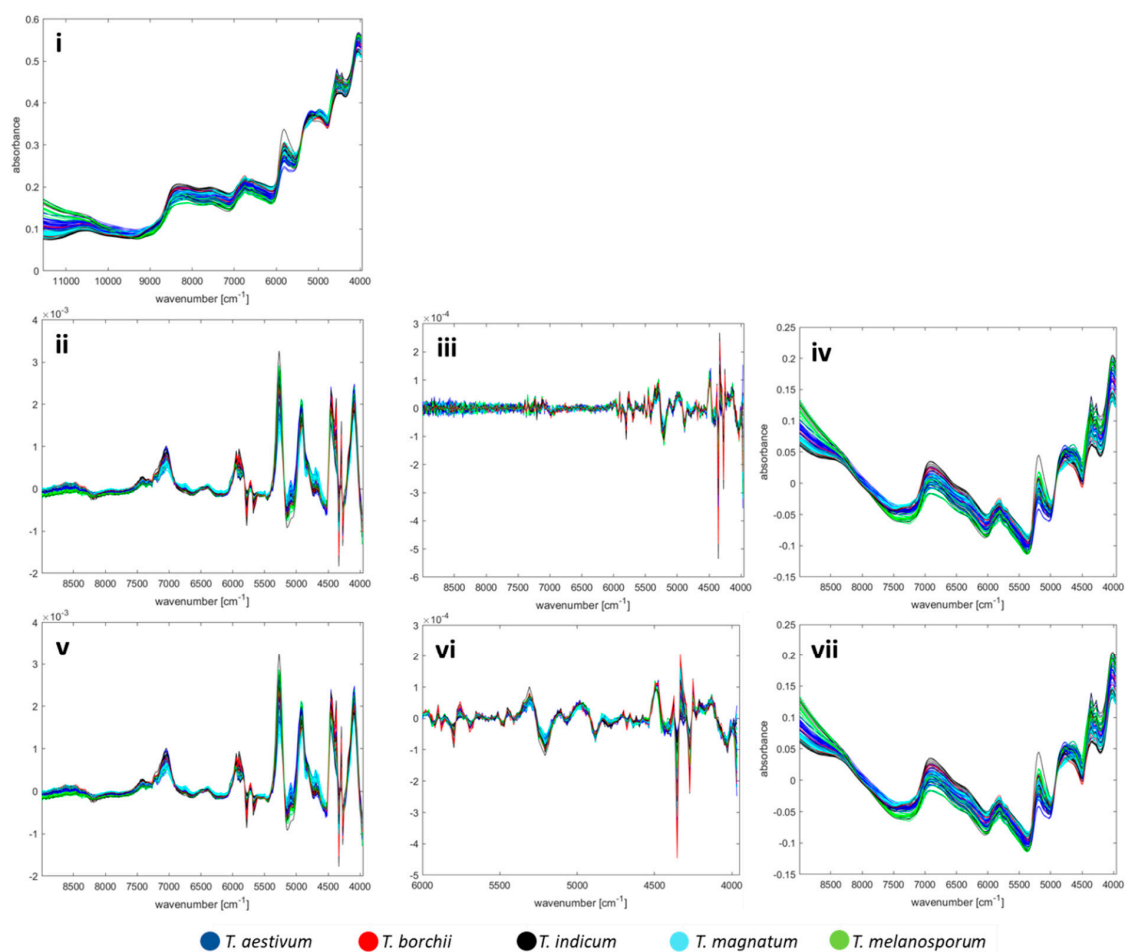 i
0.6
0.5
0.4
0.3
0.2
0.1
0
absorbance
11000 10000 9000 8000 7000 6000 5000 4000
wavenumber [cm⁻¹]
ii
×10⁻³
4
3
2
1
0
-1
-2
9000 8500 8000 7500 7000 6500 6000 5500 5000 4500 4000
wavenumber [cm⁻¹]
iii
×10⁻⁴
3
2
1
0
-1
-2
-3
-4
-5
-6
9000 8500 8000 7500 7000 6500 6000 5500 5000 4500 4000
wavenumber [cm⁻¹]
iv
0.25
0.2
0.15
0.1
0.05
0
-0.05
-0.1
-0.15
absorbance
9000 8500 8000 7500 7000 6500 6000 5500 5000 4500 4000
wavenumber [cm⁻¹]
v
×10⁻³
4
3
2
1
0
-1
-2
9000 8500 8000 7500 7000 6500 6000 5500 5000 4500 4000
wavenumber [cm⁻¹]
vi
×10⁻⁴
3
2
1
0
-1
-2
-3
-4
-5
6000 5500 5000 4500 4000
wavenumber [cm⁻¹]
vii
0.25
0.2
0.15
0.1
0.05
0
-0.05
-0.1
-0.15
absorbance
9000 8500 8000 7500 7000 6500 6000 5500 5000 4500 4000
wavenumber [cm⁻¹]
T. aestivum T. borchii T. indicum T. magnatum T. melanosporum